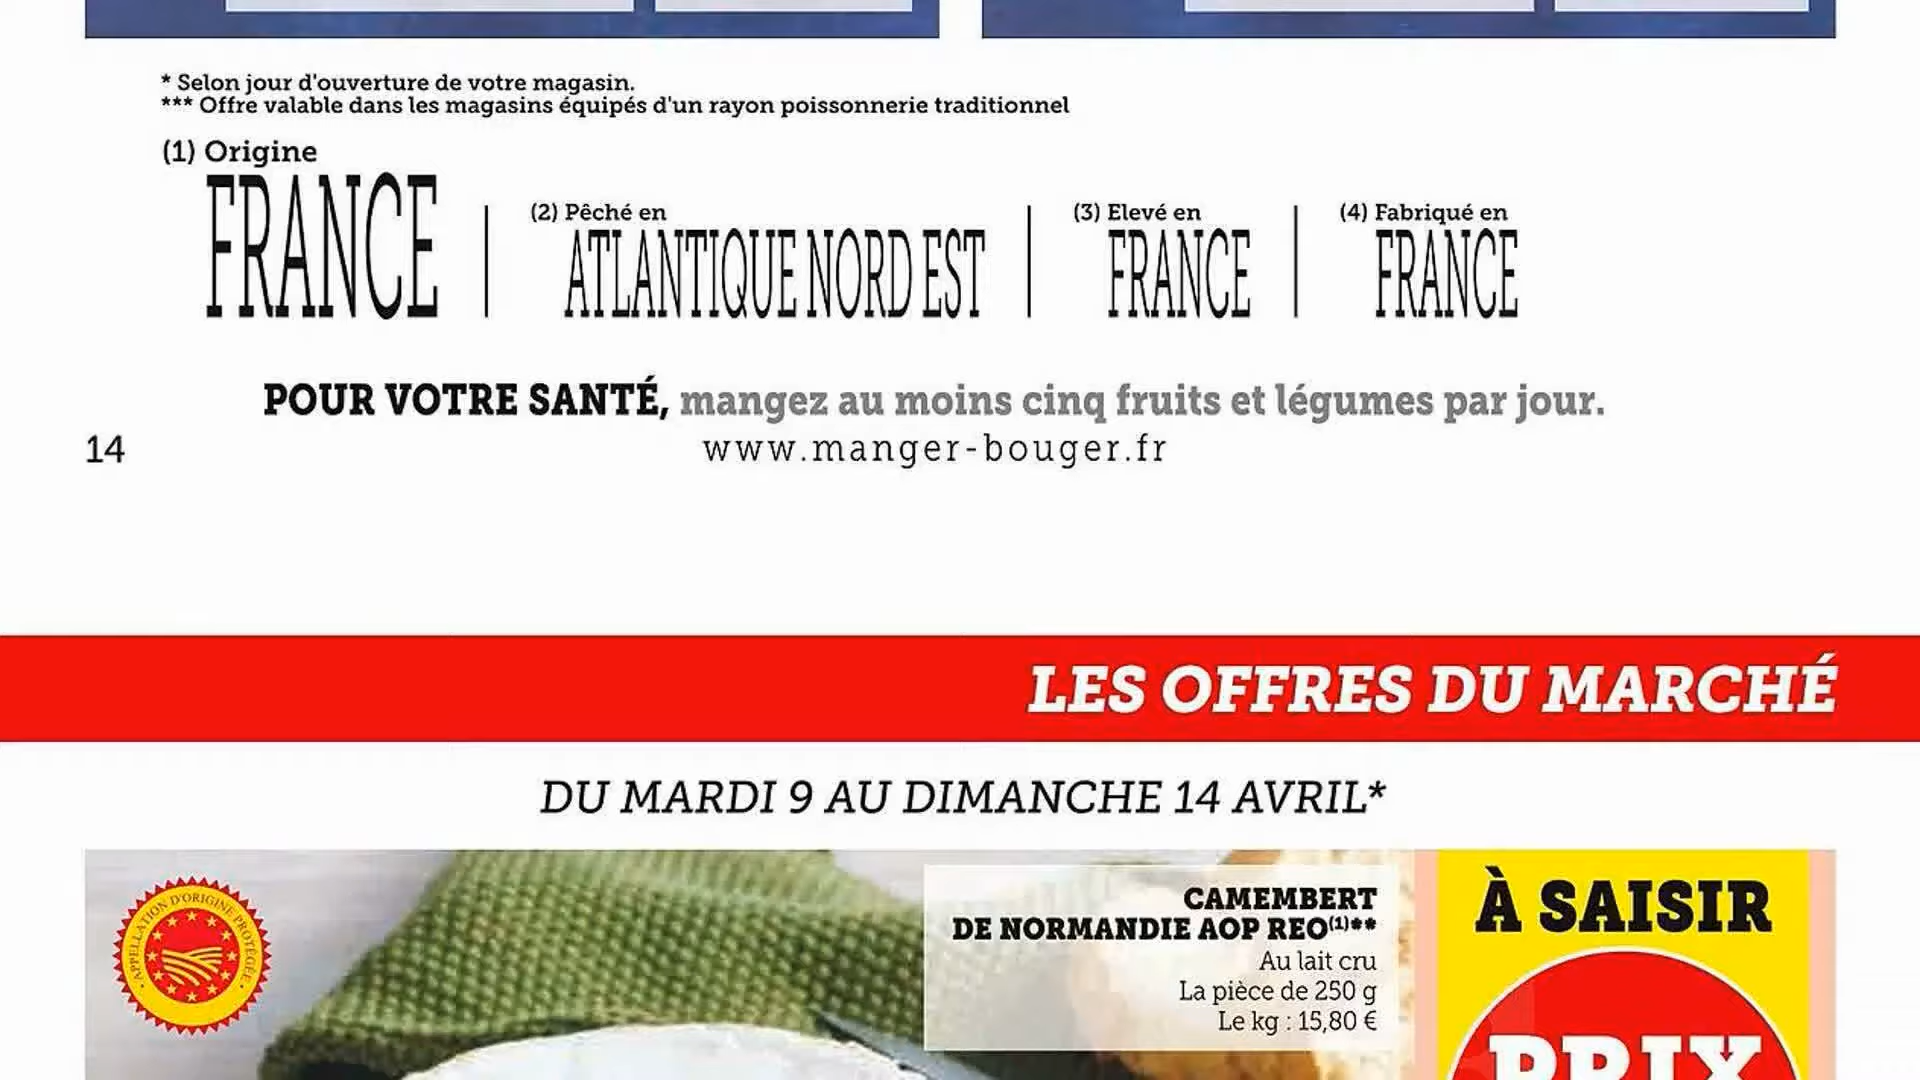 * Selon jour d'ouverture de votre magasin.
*** Offre valable dans les magasins équipés d'un rayon poissonnerie traditionnel
(1) Origine
FRANCE
(2) Pêché en
ATLANTIQUE NORD EST
(3) Elevé en
FRANCE
(4) Fabriqué en
FRANCE
POUR VOTRE SANTÉ, mangez au moins cinq fruits et légumes par jour.
www.manger-bouger.fr
14
LES OFFRES DU MARCHÉ
DU MARDI 9 AU DIMANCHE 14 AVRIL*
APPELLATION D'ORIGINE PROTÉGÉE
CAMEMBERT
DE NORMANDIE AOP REO(1)**
Au lait cru
La pièce de 250 g
Le kg : 15,80 €
À SAISIR
PRIX